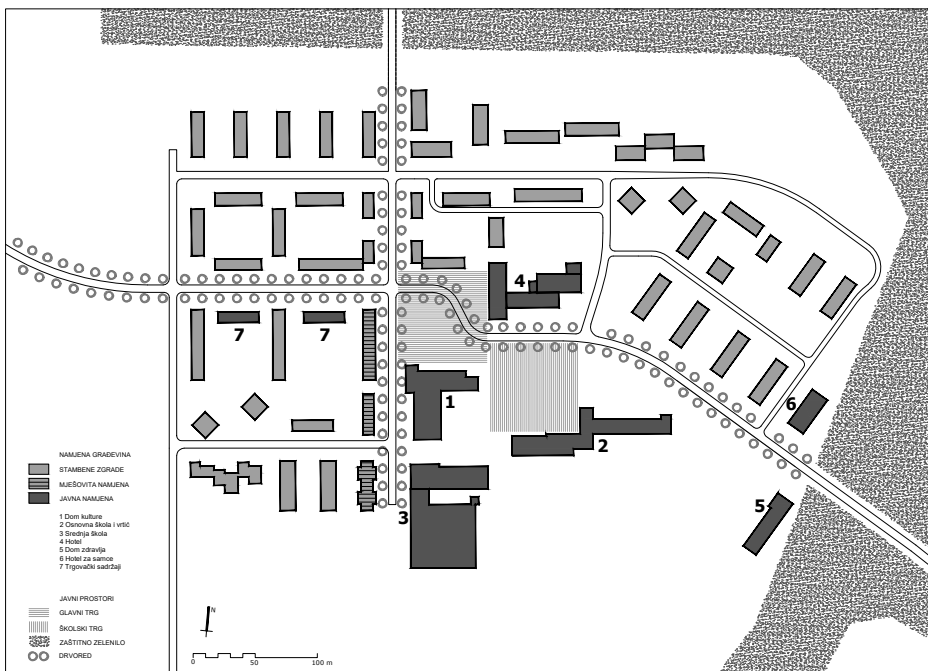 4
7
7
1
6
2
5
3
NAMJENA GRAĐEVINA
STAMBENE ZGRADE
MJEŠOVITA NAMJENA
JAVNA NAMJENA
1 Dom kulture
2 Osnovna škola i vrtić
3 Srednja škola
4 Hotel
5 Dom zdravlja
6 Hotel za samce
7 Trgovački sadržaji
JAVNI PROSTORI
GLAVNI TRG
ŠKOLSKI TRG
ZAŠTITNO ZELENILO
DRVORED
N
0 50 100 m